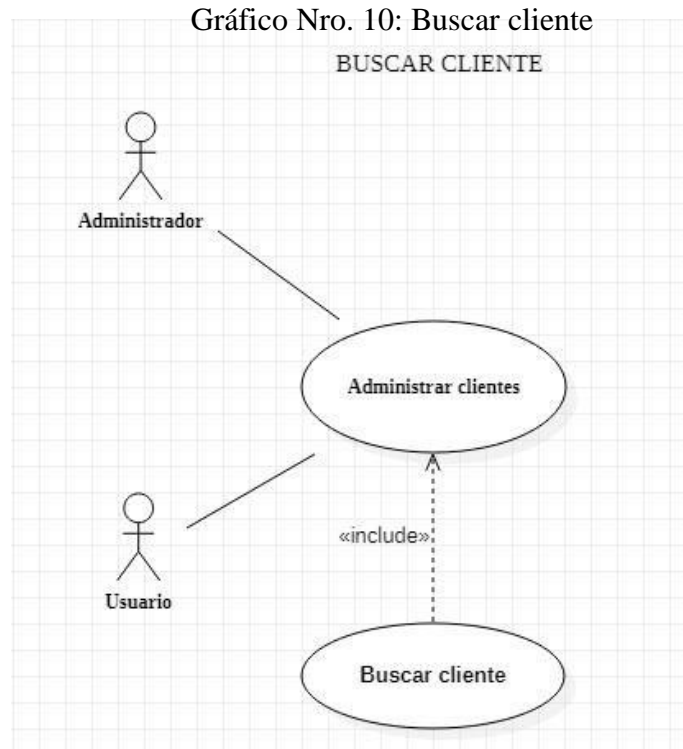 Gráfico Nro. 10: Buscar cliente
BUSCAR CLIENTE
Administrador
Administrar clientes
«include»
Usuario
Buscar cliente